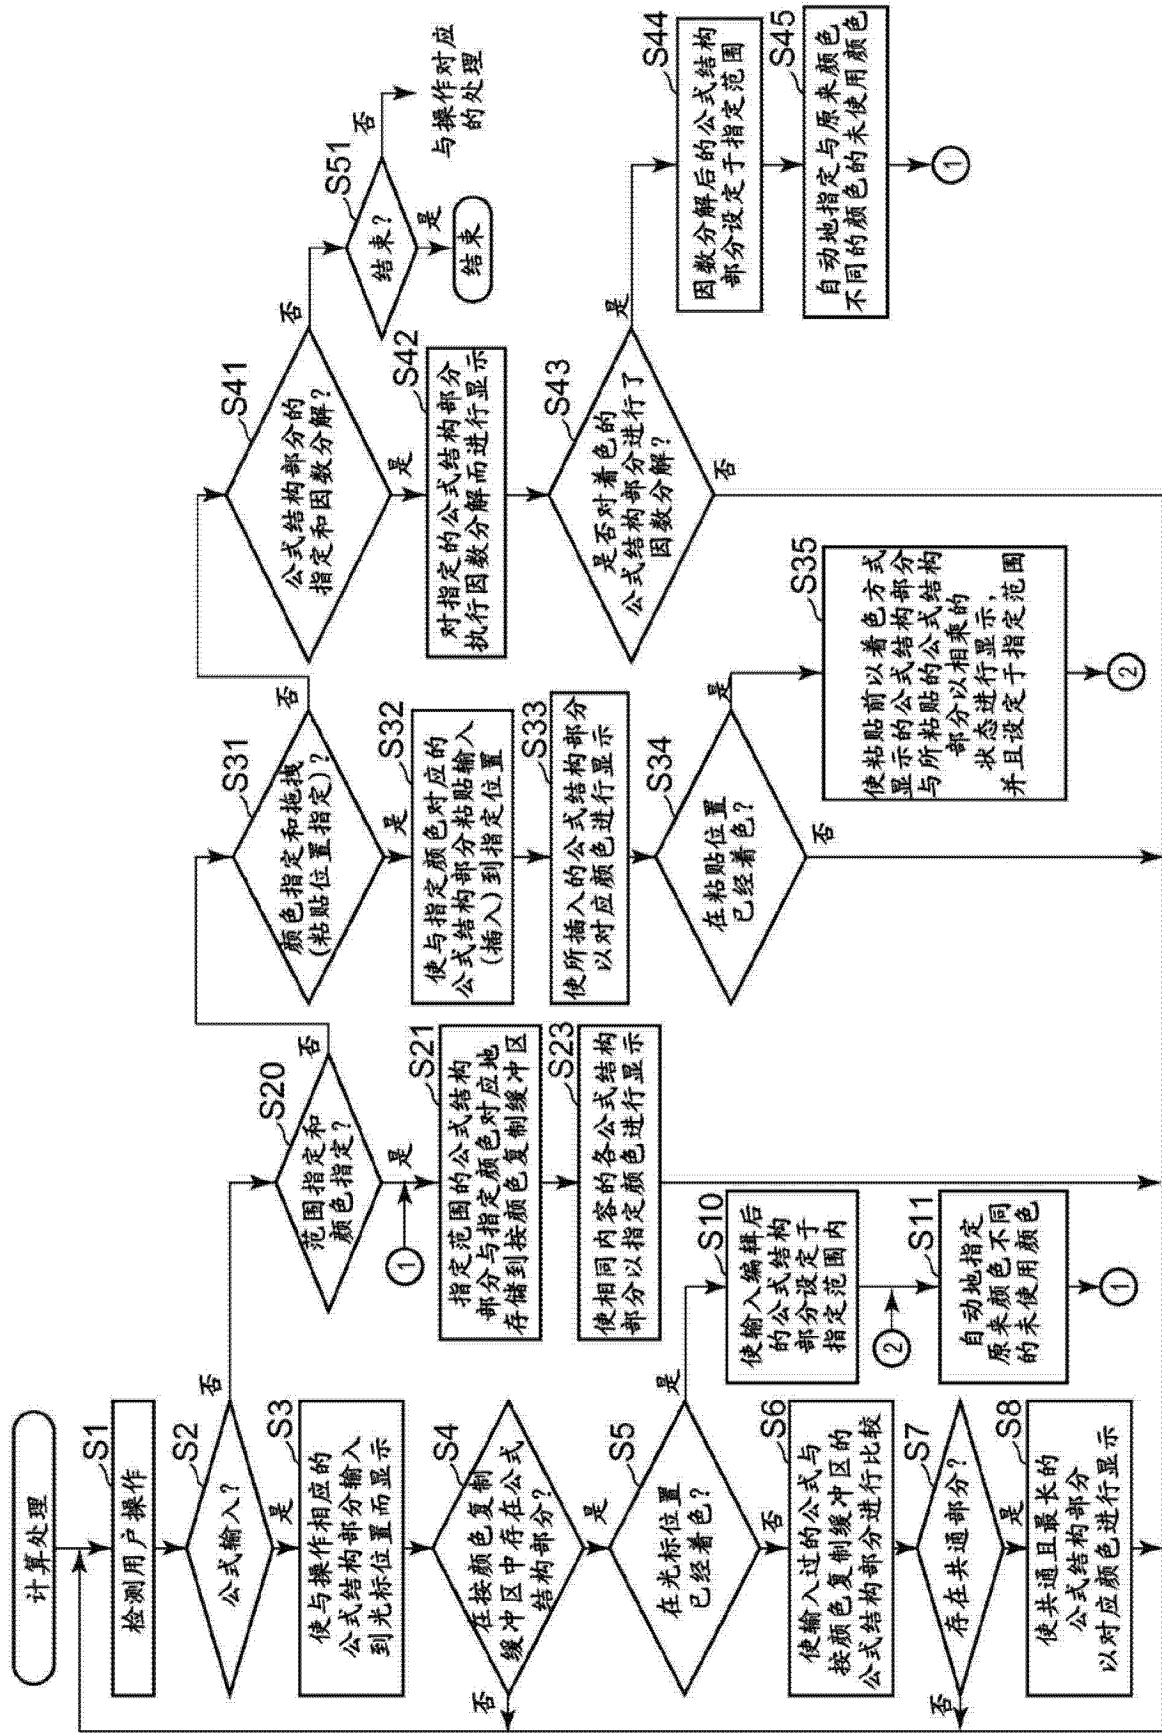 计算处理
S1
检测用户操作
S2
公式输入？
否
是
S3
使与操作相应的
公式结构部分输入
到光标位置而显示
S4
在按颜色复制
缓冲区中存在公式
结构部分？
否
是
S5
在光标位置
已经着色？
是
否
S6
使输入过的公式与
按颜色复制缓冲区的
公式结构部分进行比较
S7
存在共通部分？
否
是
S8
使共通且最长的
公式结构部分
以对应颜色进行显示
S10
使输入编辑后
的公式结构
部分设定于
指定范围内
②
S11
自动地指定
原来颜色不同
的未使用颜色
①
S20
范围指定和
颜色指定？
否
是
①
S21
指定范围的公式结构
部分与指定颜色对应地
存储到按颜色复制缓冲区
S23
使相同内容的各公式结构
部分以指定颜色进行显示
S31
颜色指定和拖拽
(粘贴位置指定)？
否
是
S32
使与指定颜色对应的
公式结构部分粘贴输入
(插入)到指定位置
S33
使所插入的公式结构部分
以对应颜色进行显示
S34
在粘贴位置
已经着色？
是
否
S35
使粘贴前以着色方式
显示的公式结构部分
与所粘贴的公式结构
部分以相乘的
状态进行显示，
并且设定于指定范围
②
S41
公式结构部分的
指定和因数分解？
否
是
S42
对指定的公式结构部分
执行因数分解而进行显示
S43
是否对着色的
公式结构部分进行了
因数分解？
是
否
S44
因数分解后的公式结构
部分设定于指定范围
S45
自动地指定与原来颜色
不同的颜色的未使用颜色
①
S51
结束？
否
是
结束
与操作对应
的处理